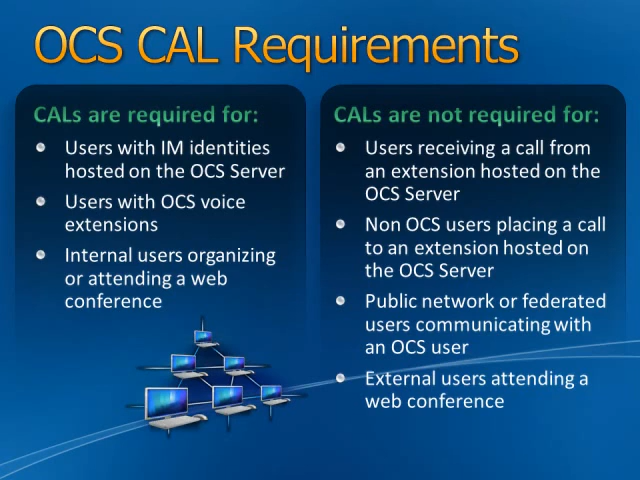 OCS CAL Requirements
CALs are required for:
Users with IM identities
hosted on the OCS Server
Users with OCS voice
extensions
Internal users organizing
or attending a web
conference
CALs are not required for:
Users receiving a call from
an extension hosted on the
OCS Server
Non OCS users placing a call
to an extension hosted on
the OCS Server
Public network or federated
users communicating with
an OCS user
External users attending a
web conference